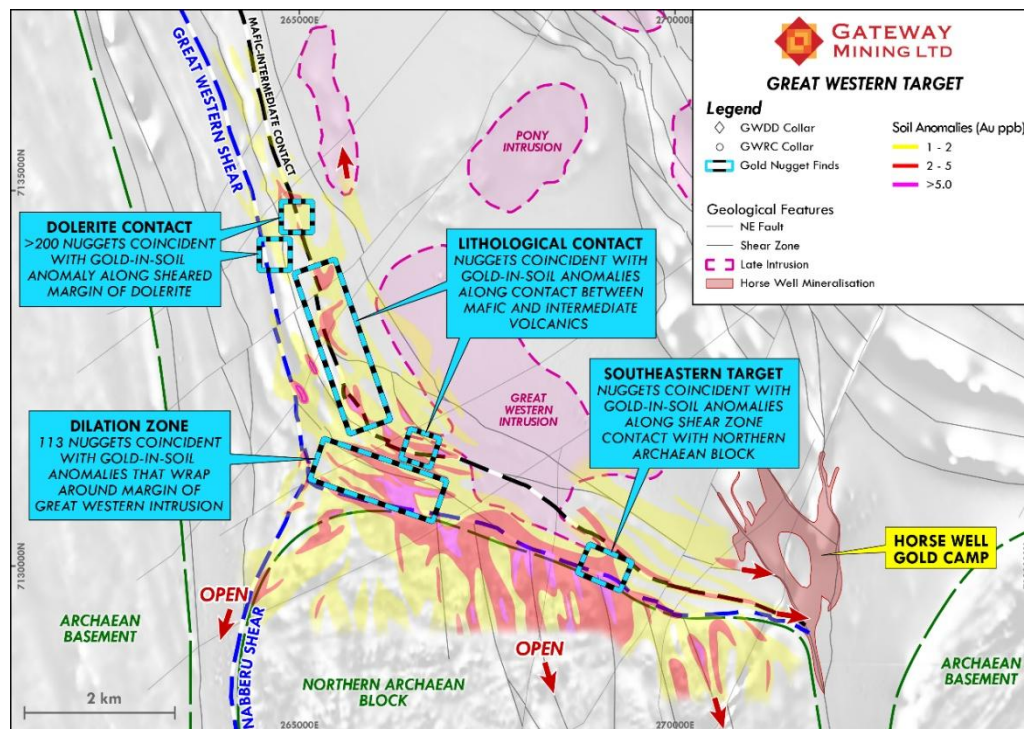 265000E
270000E
7135000N
7130000N
265000E
270000E
GREAT WESTERN SHEAR
MAFIC-INTERMEDIATE CONTACT
PONY
INTRUSION
GATEWAY
MINING LTD
GREAT WESTERN TARGET
Legend
GWDD Collar
GWRC Collar
Gold Nugget Finds
Soil Anomalies (Au ppb)
1 - 2
2 - 5
>5.0
Geological Features
NE Fault
Shear Zone
Late Intrusion
Horse Well Mineralisation
DOLERITE CONTACT
>200 NUGGETS COINCIDENT
WITH GOLD-IN-SOIL
ANOMALY ALONG SHEARED
MARGIN OF DOLERITE
LITHOLOGICAL CONTACT
NUGGETS COINCIDENT WITH
GOLD-IN-SOIL ANOMALIES
ALONG CONTACT BETWEEN
MAFIC AND INTERMEDIATE
VOLCANICS
SOUTHEASTERN TARGET
NUGGETS COINCIDENT WITH
GOLD-IN-SOIL ANOMALIES
ALONG SHEAR ZONE
CONTACT WITH NORTHERN
ARCHAEAN BLOCK
GREAT
WESTERN
INTRUSION
DILATION ZONE
113 NUGGETS COINCIDENT
WITH GOLD-IN-SOIL
ANOMALIES THAT WRAP
AROUND MARGIN OF
GREAT WESTERN INTRUSION
HORSE WELL
GOLD CAMP
OPEN
OPEN
ARCHAEAN
BASEMENT
NABBERU SHEAR
NORTHERN ARCHAEAN
BLOCK
ARCHAEAN
BASEMENT
2 km